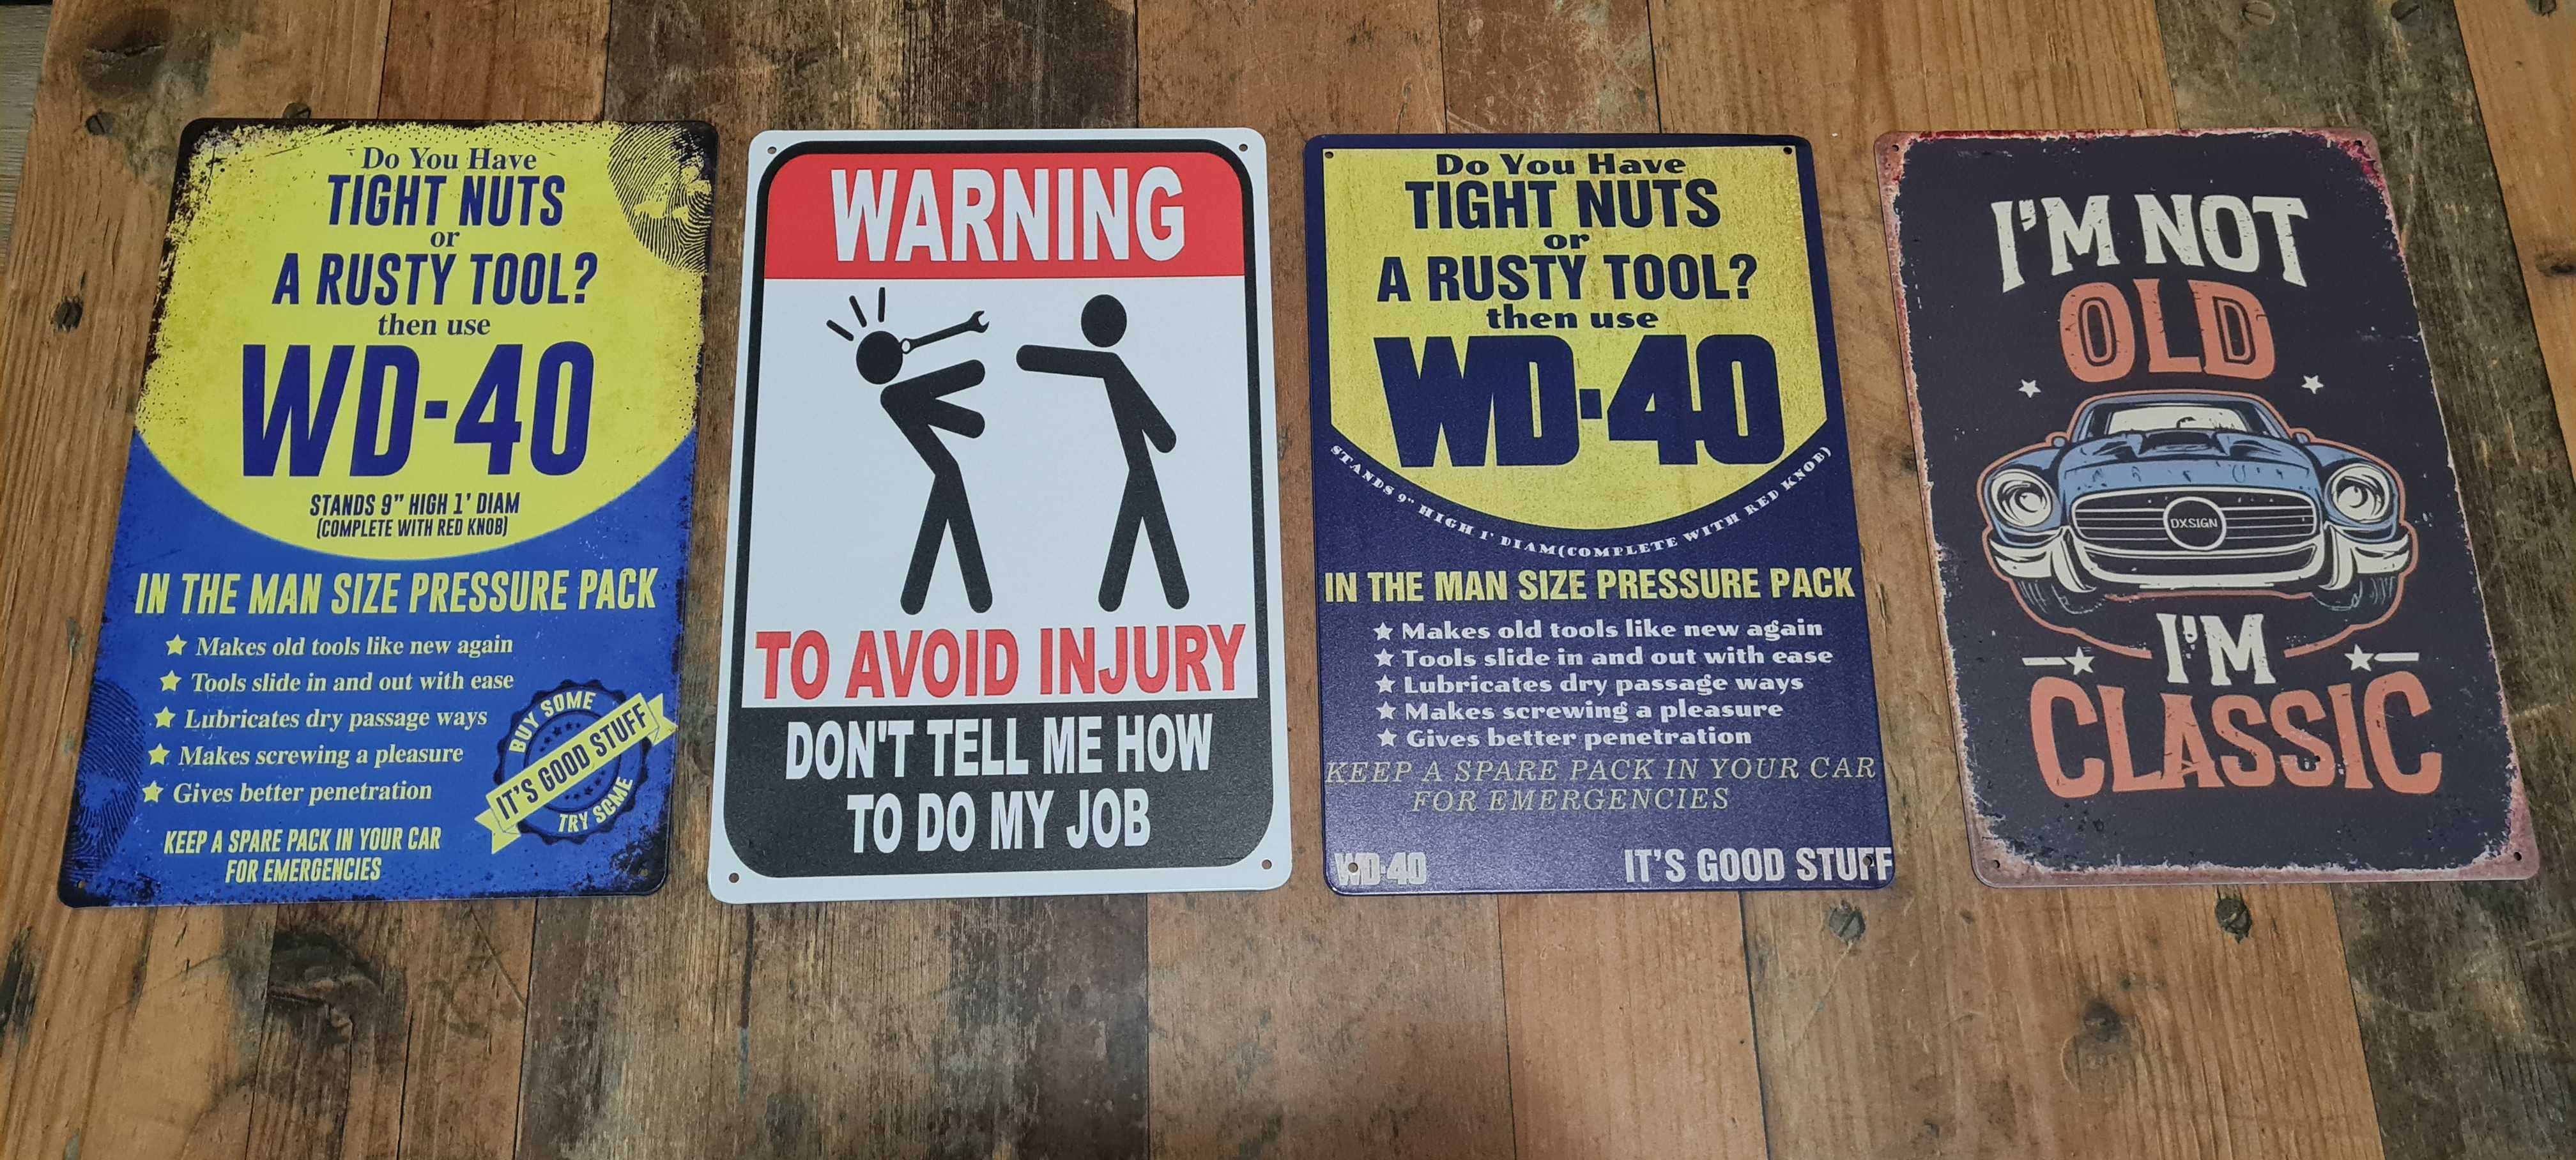 Do You Have
TIGHT NUTS
or
A RUSTY TOOL?
then use
WD-40
STANDS 9" HIGH 1' DIAM
(COMPLETE WITH RED KNOB)
IN THE MAN SIZE PRESSURE PACK
Makes old tools like new again
Tools slide in and out with ease
Lubricates dry passage ways
Makes screwing a pleasure
Gives better penetration
BUY SOME
IT'S GOOD STUFF
TRY SOME
KEEP A SPARE PACK IN YOUR CAR
FOR EMERGENCIES
WARNING
TO AVOID INJURY
DON'T TELL ME HOW
TO DO MY JOB
Do You Have
TIGHT NUTS
or
A RUSTY TOOL?
then use
WD-40
STANDS 9" HIGH 1' DIAM(COMPLETE WITH RED KNOB)
IN THE MAN SIZE PRESSURE PACK
Makes old tools like new again
Tools slide in and out with ease
Lubricates dry passage ways
Makes screwing a pleasure
Gives better penetration
KEEP A SPARE PACK IN YOUR CAR
FOR EMERGENCIES
WD-40 IT'S GOOD STUFF
I'M NOT
OLD
DXSIGN
I'M
CLASSIC